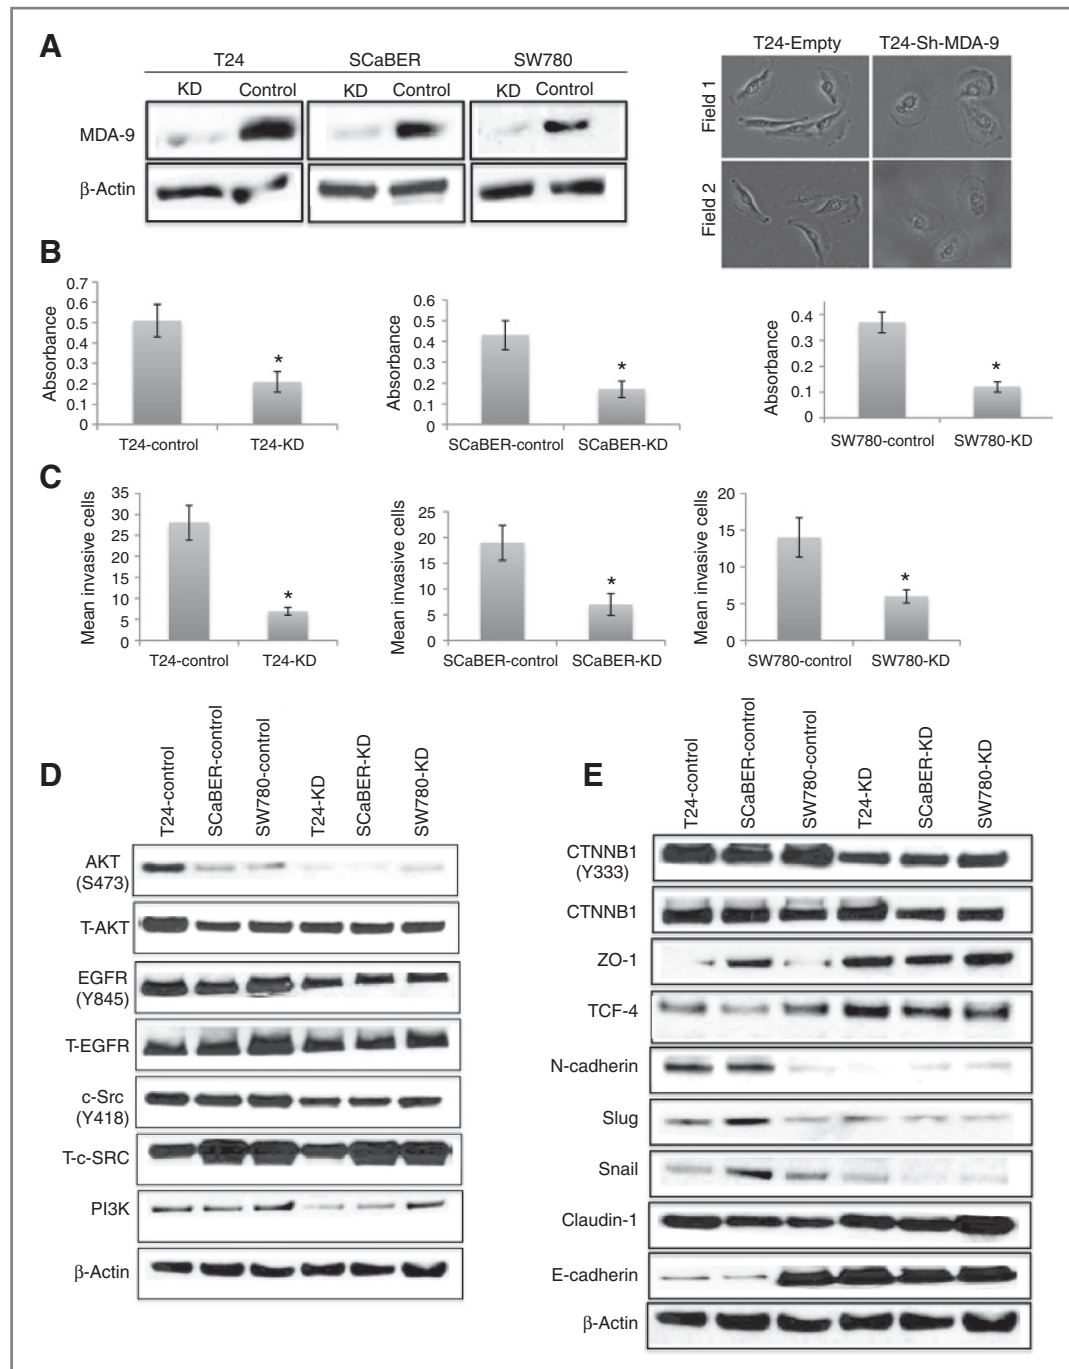 A
T24 SCaBER SW780
KD Control KD Control KD Control
MDA-9
β-Actin
T24-Empty T24-Sh-MDA-9
Field 1
Field 2
B
Absorbance
0.7
0.6
0.5
0.4
0.3
0.2
0.1
0
*
T24-control T24-KD
Absorbance
0.6
0.5
0.4
0.3
0.2
0.1
0
*
SCaBER-control SCaBER-KD
Absorbance
0.4
0.3
0.2
0.1
0
*
SW780-control SW780-KD
C
Mean invasive cells
35
30
25
20
15
10
5
0
*
T24-control T24-KD
Mean invasive cells
25
20
15
10
5
0
*
SCaBER-control SCaBER-KD
Mean invasive cells
20
15
10
5
0
*
SW780-control SW780-KD
D
T24-control
SCaBER-control
SW780-control
T24-KD
SCaBER-KD
SW780-KD
AKT
(S473)
T-AKT
EGFR
(Y845)
T-EGFR
c-Src
(Y418)
T-c-SRC
PI3K
β-Actin
E
T24-control
SCaBER-control
SW780-control
T24-KD
SCaBER-KD
SW780-KD
CTNNB1
(Y333)
CTNNB1
ZO-1
TCF-4
N-cadherin
Slug
Snail
Claudin-1
E-cadherin
β-Actin